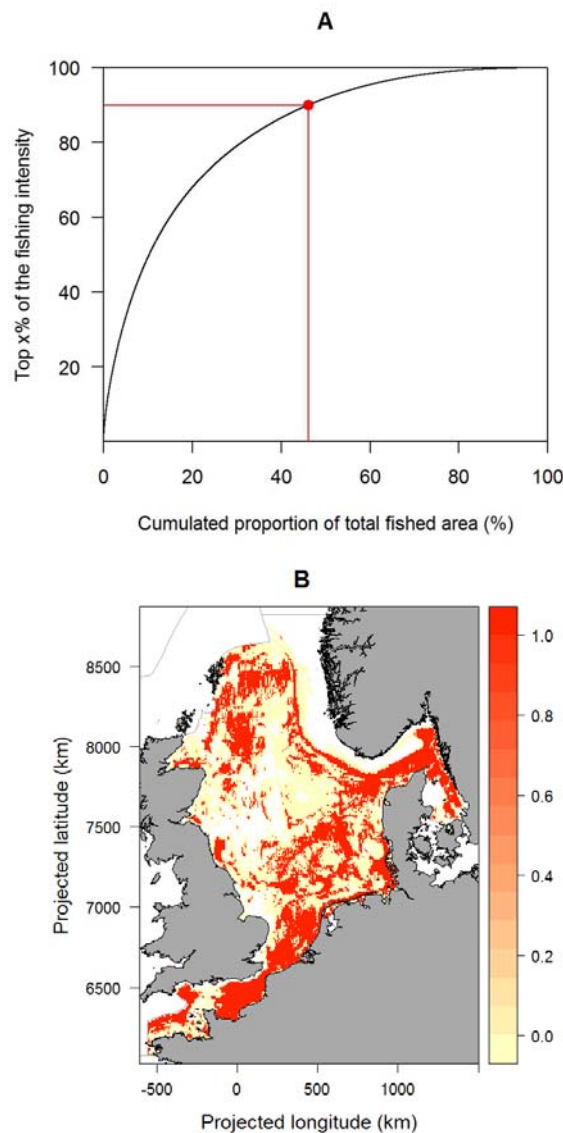 A
100
80
60
40
20
Top x% of the fishing intensity
0 20 40 60 80 100
Cumulated proportion of total fished area (%)
B
8500
8000
7500
7000
6500
Projected latitude (km)
1.0
0.8
0.6
0.4
0.2
0.0
-500 0 500 1000
Projected longitude (km)